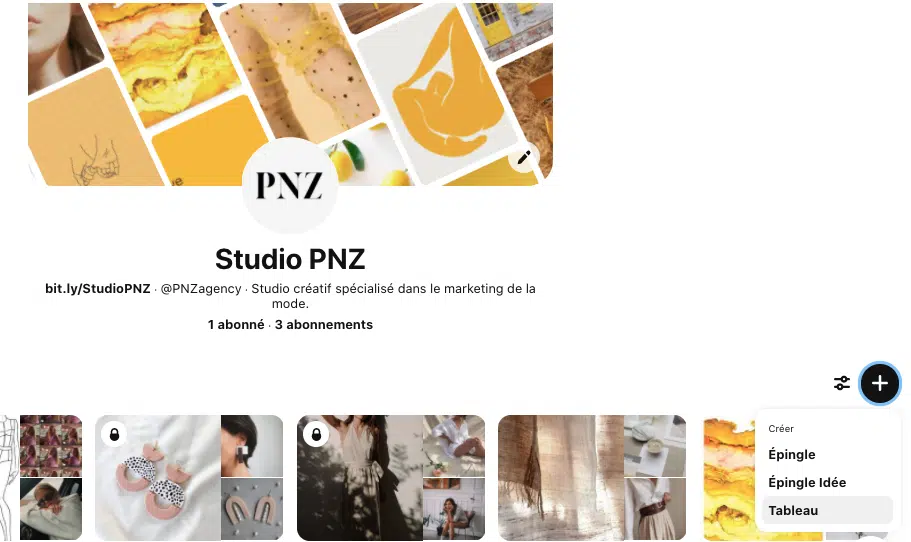 ve
PNZ
Studio PNZ
bit.ly/StudioPNZ · @PNZagency · Studio créatif spécialisé dans le marketing de la
mode.
1 abonné · 3 abonnements
Créer
Épingle
Épingle Idée
Tableau